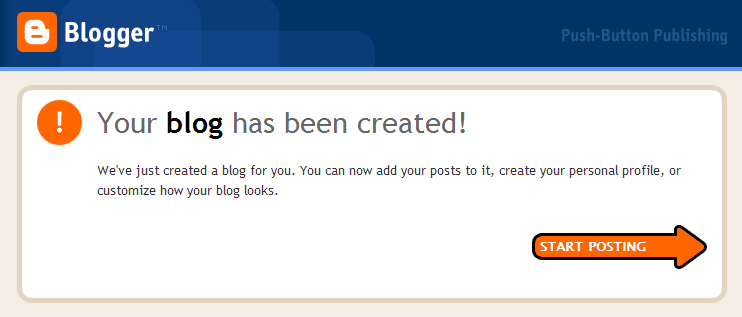 Blogger™
Push-Button Publishing
!
Your blog has been created!
We've just created a blog for you. You can now add your posts to it, create your personal profile, or
customize how your blog looks.
START POSTING